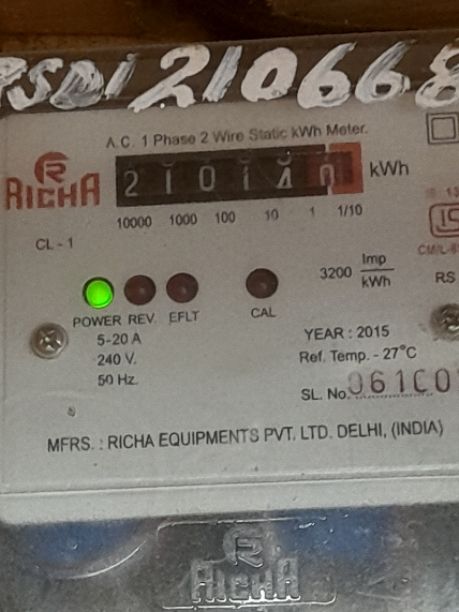 RSDI 210668
A.C. 1 Phase 2 Wire Static kWh Meter.
RICHA
2 1 0 1 4 0 kWh
10000 1000 100 10 1 1/10
CL - 1
3200 Imp/kWh
RS
POWER REV. EFLT CAL
5-20 A
240 V.
50 Hz.
YEAR : 2015
Ref. Temp. - 27°C
SL. No. 061C0
MFRS. : RICHA EQUIPMENTS PVT. LTD. DELHI, (INDIA)
RICHA